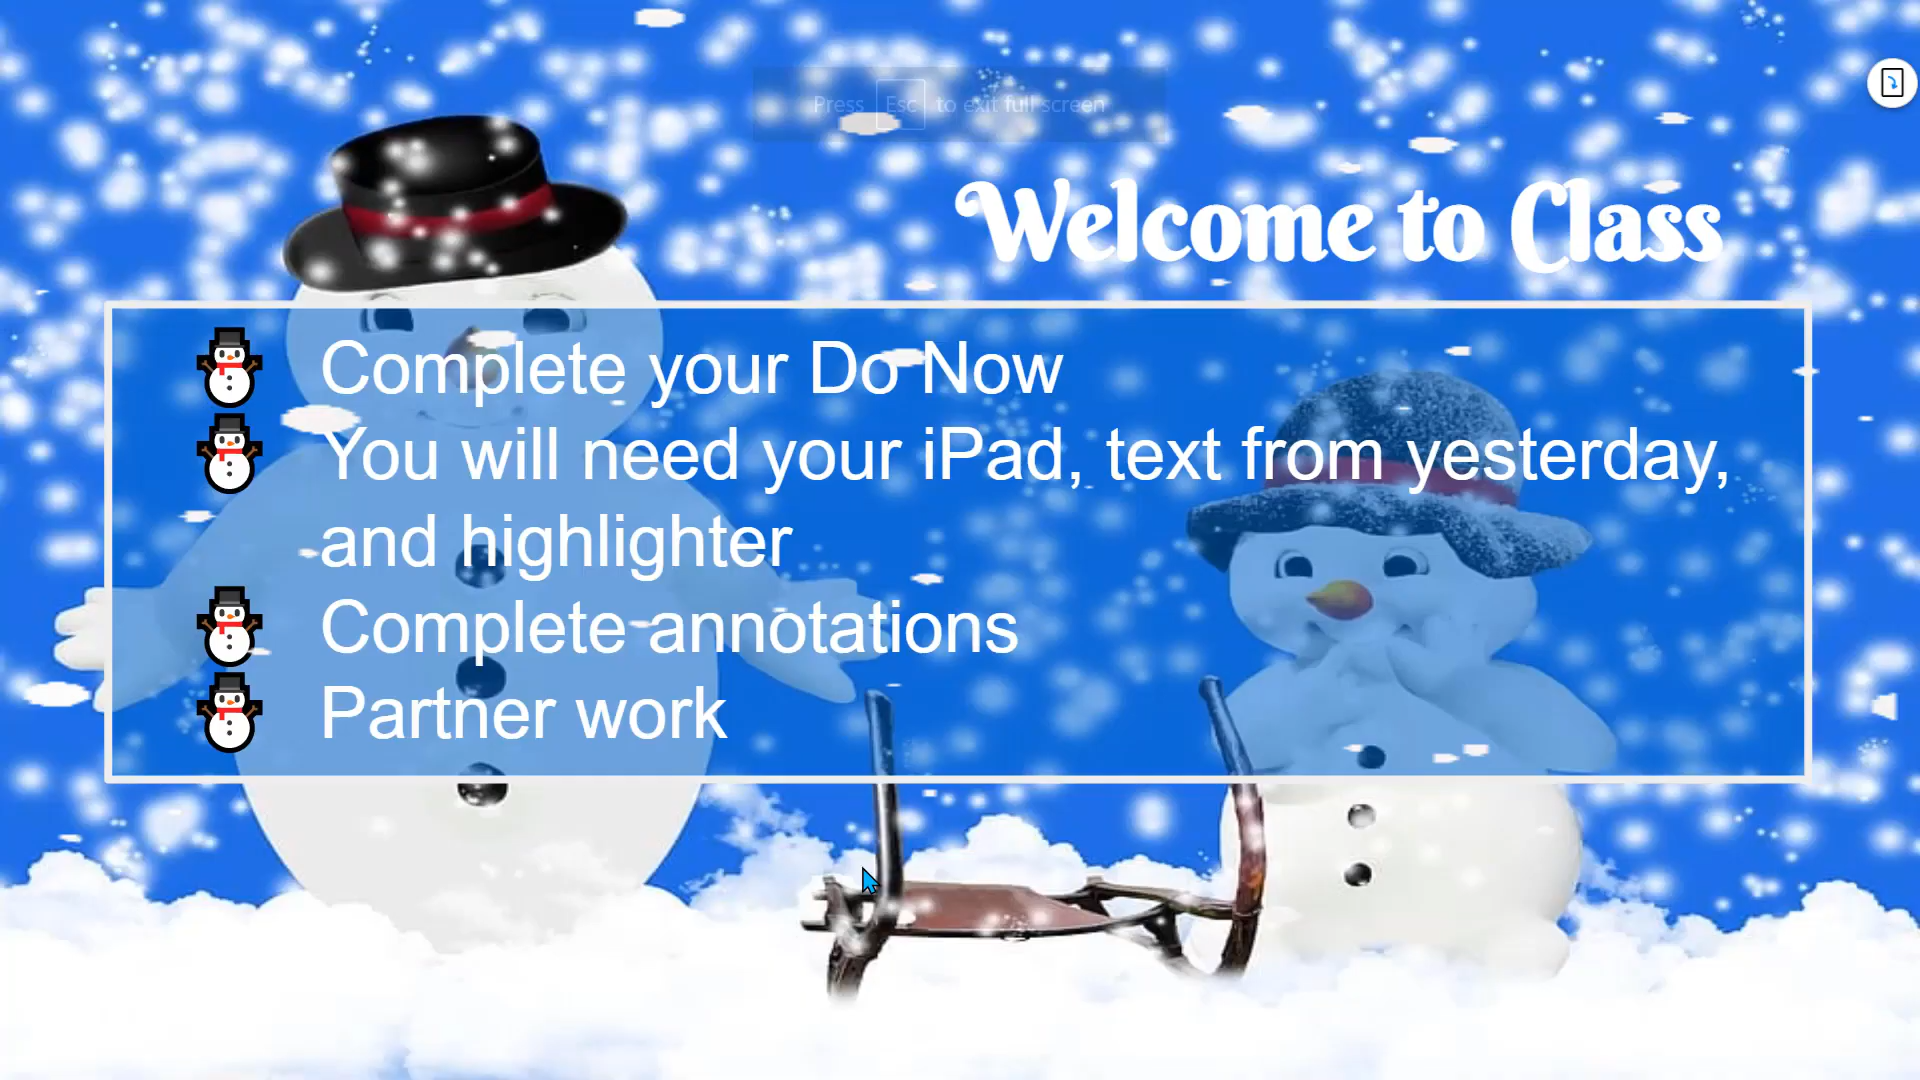 Press Esc to exit full screen
Welcome to Class
Complete your Do Now
You will need your iPad, text from yesterday,
and highlighter
Complete annotations
Partner work